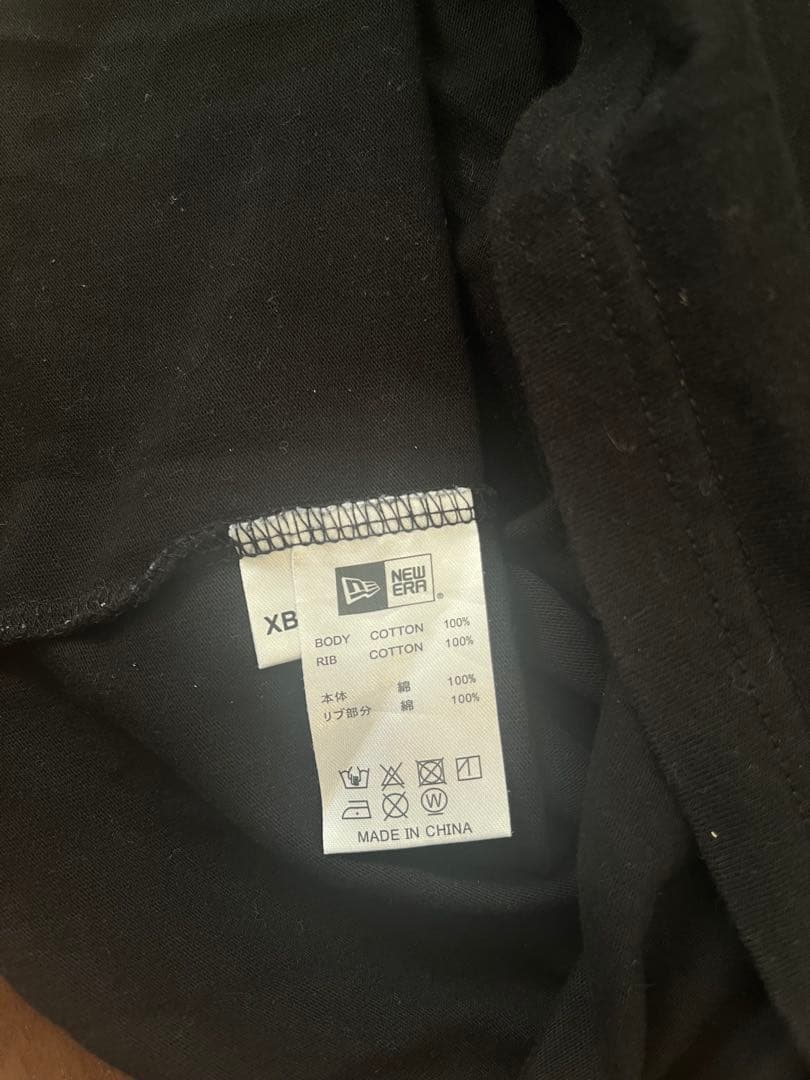 NEW ERA®
XB
BODY COTTON 100%
RIB COTTON 100%
本体 綿 100%
リブ部分 綿 100%
W
MADE IN CHINA